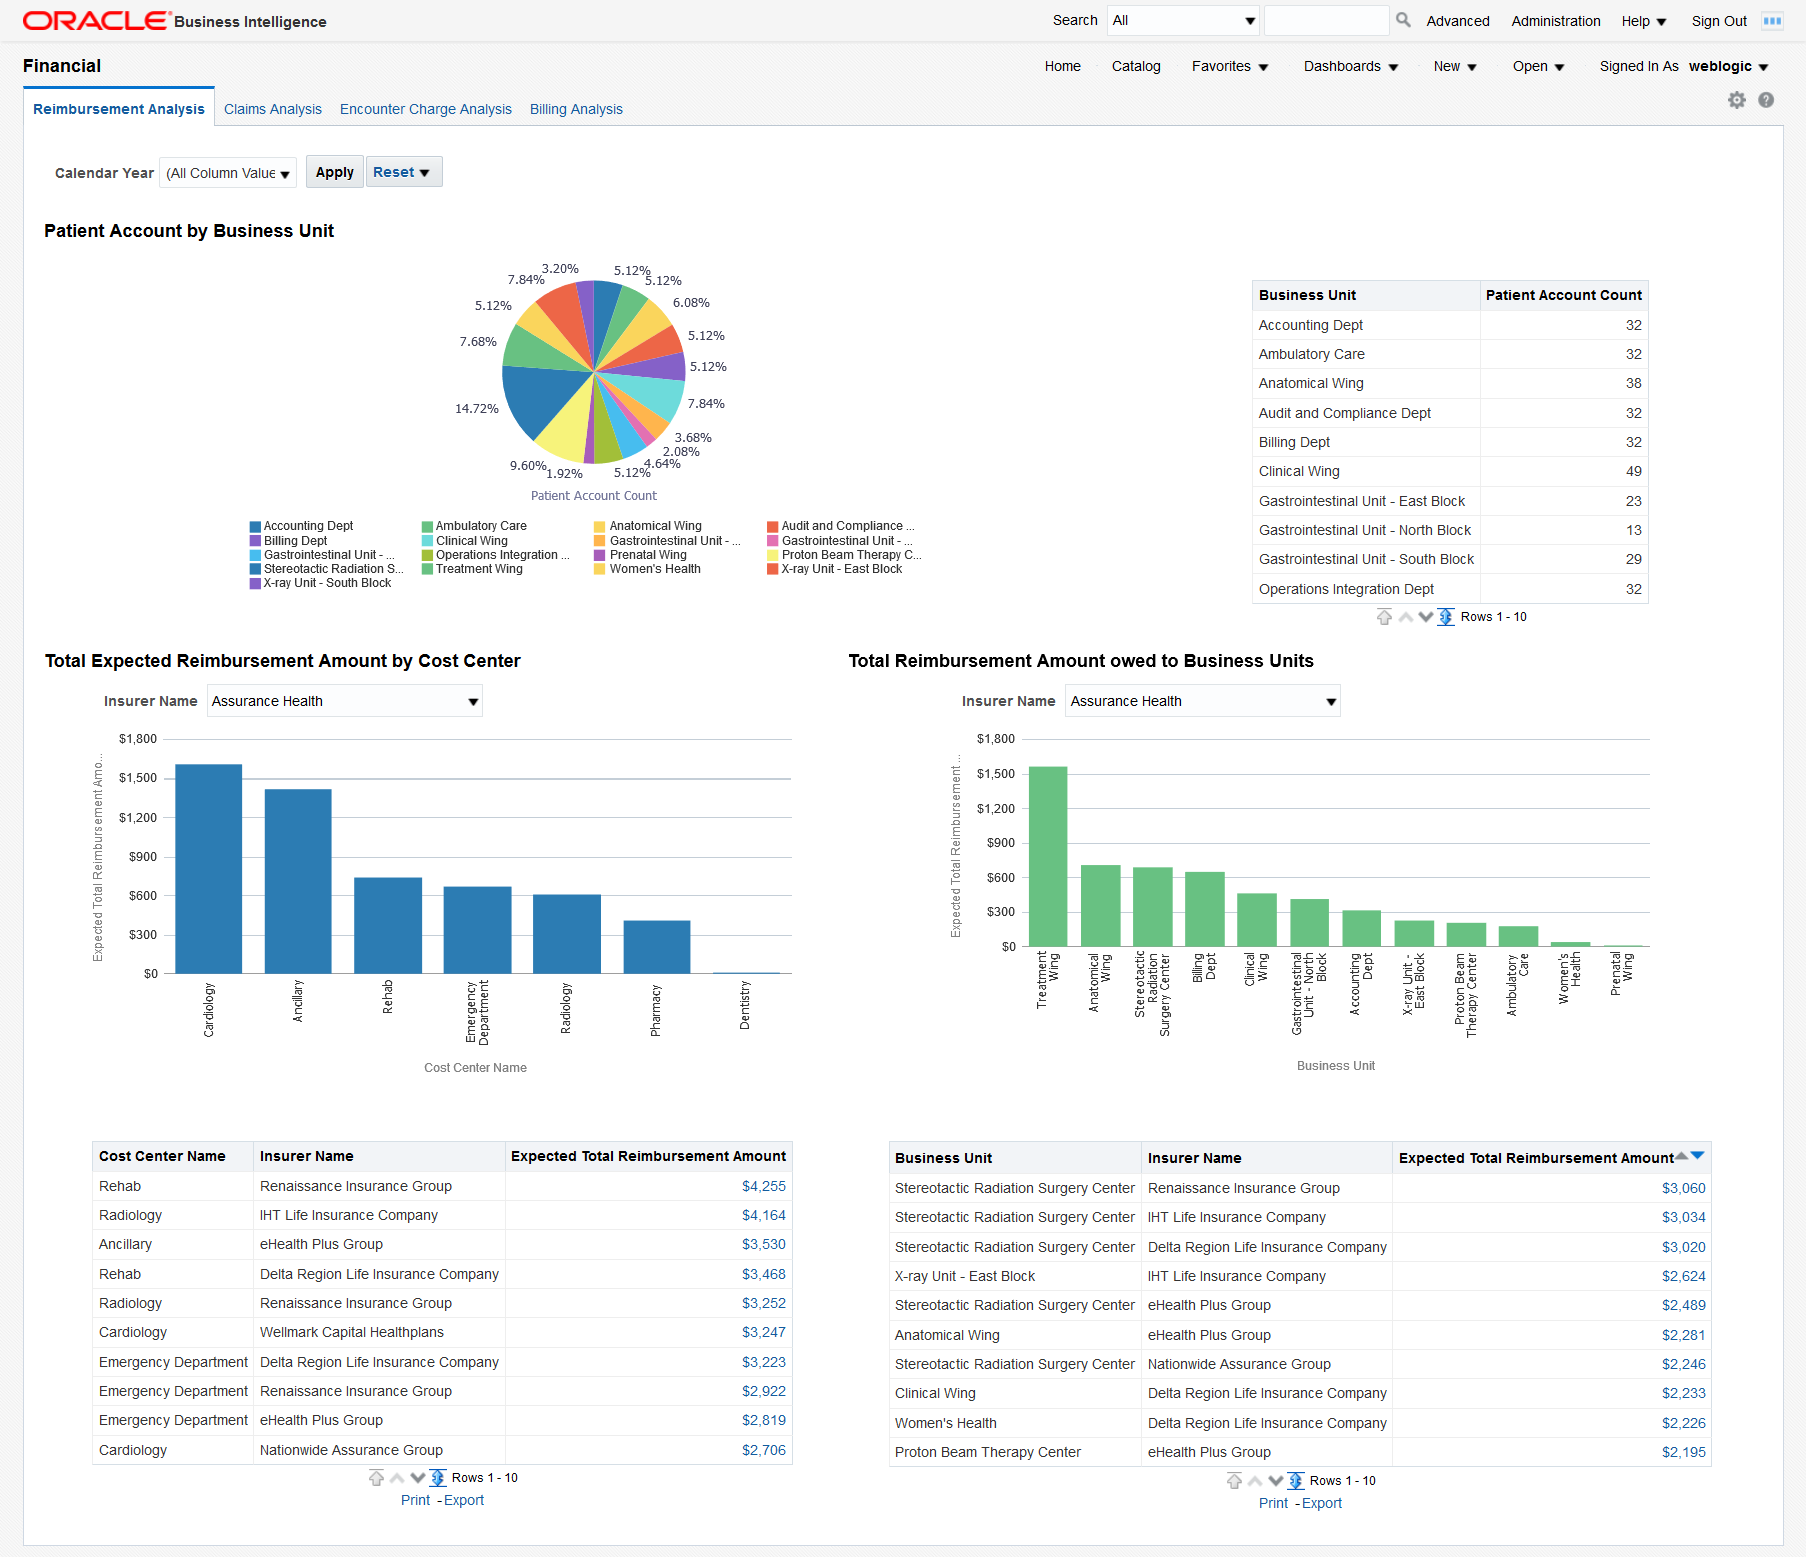 ORACLE Business Intelligence
Search All Advanced Administration Help Sign Out
Financial
Home Catalog Favorites Dashboards New Open Signed In As weblogic
Reimbursement Analysis Claims Analysis Encounter Charge Analysis Billing Analysis
Calendar Year (All Column Value Apply Reset
Patient Account by Business Unit
3.20%
5.12%
7.84%
5.12%
5.12%
6.08%
7.68%
5.12%
5.12%
14.72%
7.84%
3.68%
2.08%
9.60%
4.64%
1.92%
5.12%
Patient Account Count
Accounting Dept Ambulatory Care Anatomical Wing Audit and Compliance ...
Billing Dept Clinical Wing Gastrointestinal Unit - ... Gastrointestinal Unit - ...
Gastrointestinal Unit - ... Operations Integration ... Prenatal Wing Proton Beam Therapy C...
Stereotactic Radiation S... Treatment Wing Women's Health X-ray Unit - East Block
X-ray Unit - South Block
Business Unit Patient Account Count
Accounting Dept 32
Ambulatory Care 32
Anatomical Wing 38
Audit and Compliance Dept 32
Billing Dept 32
Clinical Wing 49
Gastrointestinal Unit - East Block 23
Gastrointestinal Unit - North Block 13
Gastrointestinal Unit - South Block 29
Operations Integration Dept 32
Rows 1 - 10
Total Expected Reimbursement Amount by Cost Center
Insurer Name Assurance Health
Expected Total Reimbursement Amo...
$1,800
$1,500
$1,200
$900
$600
$300
$0
Cardiology
Ancillary
Rehab
Emergency
Department
Radiology
Pharmacy
Dentistry
Cost Center Name
Total Reimbursement Amount owed to Business Units
Insurer Name Assurance Health
Expected Total Reimbursement ...
$1,800
$1,500
$1,200
$900
$600
$300
$0
Treatment
Wing
Anatomical
Wing
Stereotactic
Radiation
Surgery Center
Billing
Dept
Clinical
Wing
Gastrointestinal
Unit - North
Block
Accounting
Dept
X-ray Unit -
East Block
Proton Beam
Therapy Center
Ambulatory
Care
Women's
Health
Prenatal
Wing
Business Unit
Cost Center Name Insurer Name Expected Total Reimbursement Amount
Rehab Renaissance Insurance Group $4,255
Radiology IHT Life Insurance Company $4,164
Ancillary eHealth Plus Group $3,530
Rehab Delta Region Life Insurance Company $3,468
Radiology Renaissance Insurance Group $3,252
Cardiology Wellmark Capital Healthplans $3,247
Emergency Department Delta Region Life Insurance Company $3,223
Emergency Department Renaissance Insurance Group $2,922
Emergency Department eHealth Plus Group $2,819
Cardiology Nationwide Assurance Group $2,706
Rows 1 - 10
Print - Export
Business Unit Insurer Name Expected Total Reimbursement Amount
Stereotactic Radiation Surgery Center Renaissance Insurance Group $3,060
Stereotactic Radiation Surgery Center IHT Life Insurance Company $3,034
Stereotactic Radiation Surgery Center Delta Region Life Insurance Company $3,020
X-ray Unit - East Block IHT Life Insurance Company $2,624
Stereotactic Radiation Surgery Center eHealth Plus Group $2,489
Anatomical Wing eHealth Plus Group $2,281
Stereotactic Radiation Surgery Center Nationwide Assurance Group $2,246
Clinical Wing Delta Region Life Insurance Company $2,233
Women's Health Delta Region Life Insurance Company $2,226
Proton Beam Therapy Center eHealth Plus Group $2,195
Rows 1 - 10
Print - Export